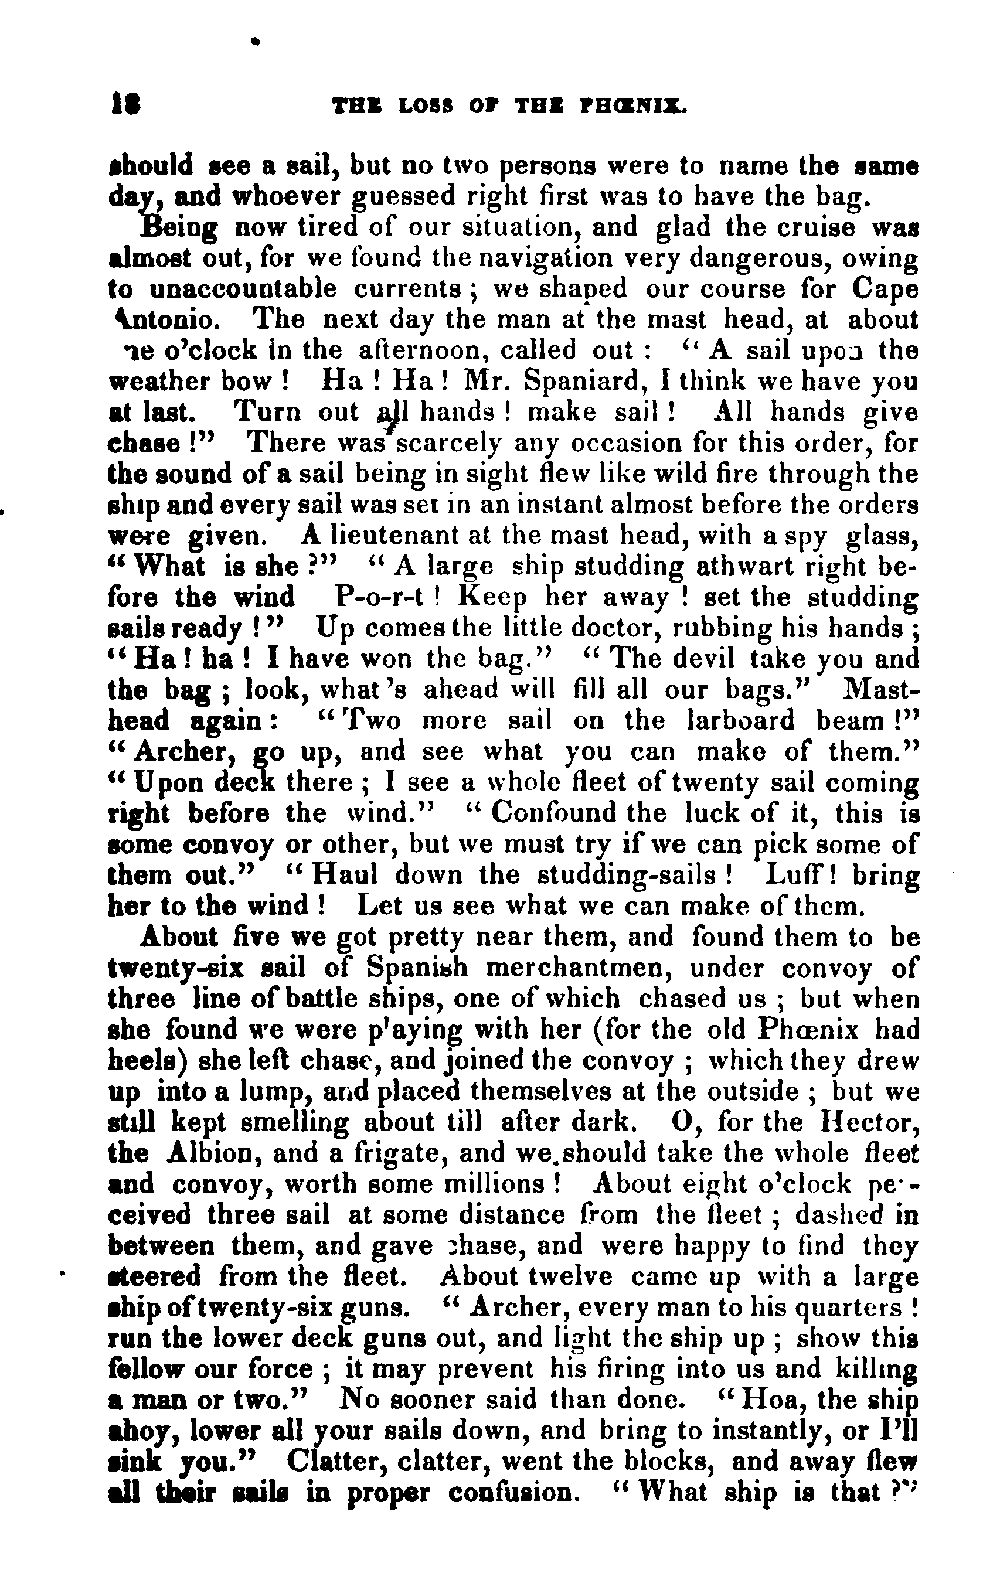 18 THE LOSS OF THE PHŒNIX.
should see a sail, but no two persons were to name the same
day, and whoever guessed right first was to have the bag.
Being now tired of our situation, and glad the cruise was
almost out, for we found the navigation very dangerous, owing
to unaccountable currents; we shaped our course for Cape
Antonio. The next day the man at the mast head, at about
ne o'clock in the afternoon, called out: "A sail upon the
weather bow! Ha! Ha! Mr. Spaniard, I think we have you
at last. Turn out all hands! make sail! All hands give
chase!" There was scarcely any occasion for this order, for
the sound of a sail being in sight flew like wild fire through the
ship and every sail was set in an instant almost before the orders
were given. A lieutenant at the mast head, with a spy glass,
"What is she?" "A large ship studding athwart right be-
fore the wind P-o-r-t! Keep her away! set the studding
sails ready!" Up comes the little doctor, rubbing his hands;
"Ha! ha! I have won the bag." "The devil take you and
the bag; look, what's ahead will fill all our bags." Mast-
head again: "Two more sail on the larboard beam!"
"Archer, go up, and see what you can make of them."
"Upon deck there; I see a whole fleet of twenty sail coming
right before the wind." "Confound the luck of it, this is
some convoy or other, but we must try if we can pick some of
them out." "Haul down the studding-sails! Luff! bring
her to the wind! Let us see what we can make of them.
About five we got pretty near them, and found them to be
twenty-six sail of Spanish merchantmen, under convoy of
three line of battle ships, one of which chased us; but when
she found we were playing with her (for the old Phœnix had
heels) she left chase, and joined the convoy; which they drew
up into a lump, and placed themselves at the outside; but we
still kept smelling about till after dark. O, for the Hector,
the Albion, and a frigate, and we should take the whole fleet
and convoy, worth some millions! About eight o'clock per-
ceived three sail at some distance from the fleet; dashed in
between them, and gave chase, and were happy to find they
steered from the fleet. About twelve came up with a large
ship of twenty-six guns. "Archer, every man to his quarters!
run the lower deck guns out, and light the ship up; show this
fellow our force; it may prevent his firing into us and killing
a man or two." No sooner said than done. "Hoa, the ship
ahoy, lower all your sails down, and bring to instantly, or I'll
sink you." Clatter, clatter, went the blocks, and away flew
all their sails in proper confusion. "What ship is that?"